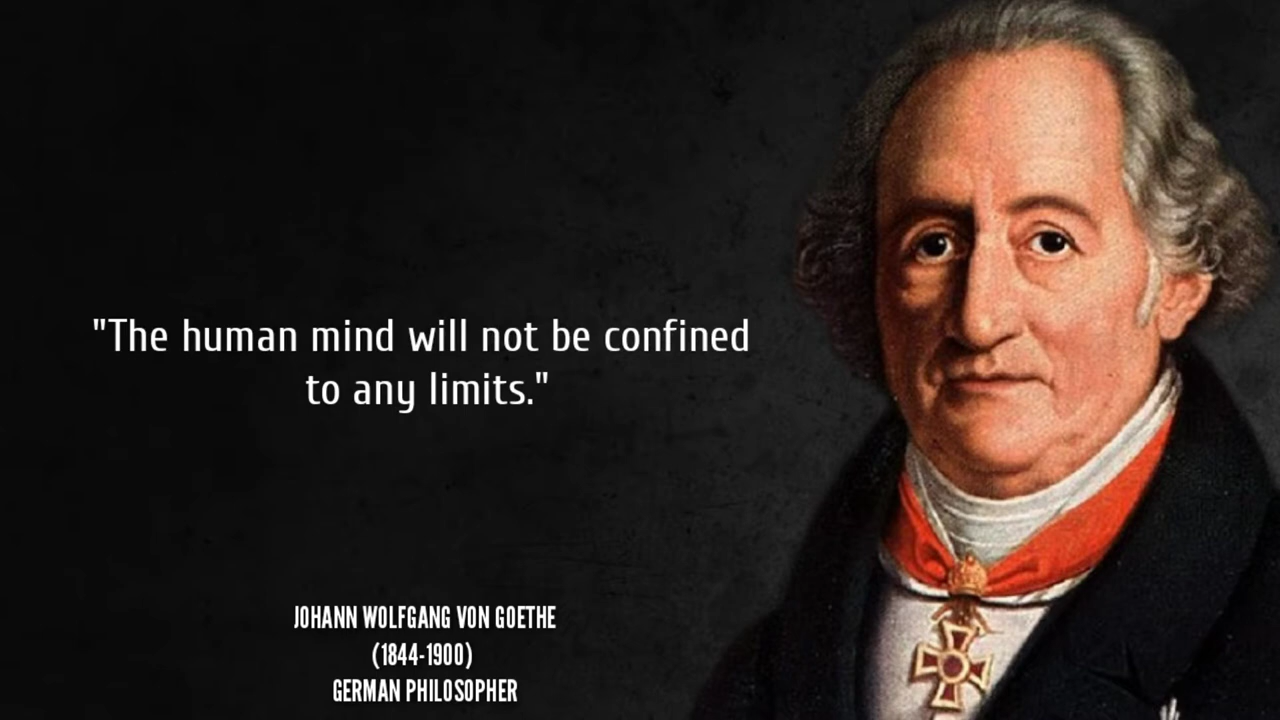 "The human mind will not be confined
to any limits."
JOHANN WOLFGANG VON GOETHE
(1844-1900)
GERMAN PHILOSOPHER